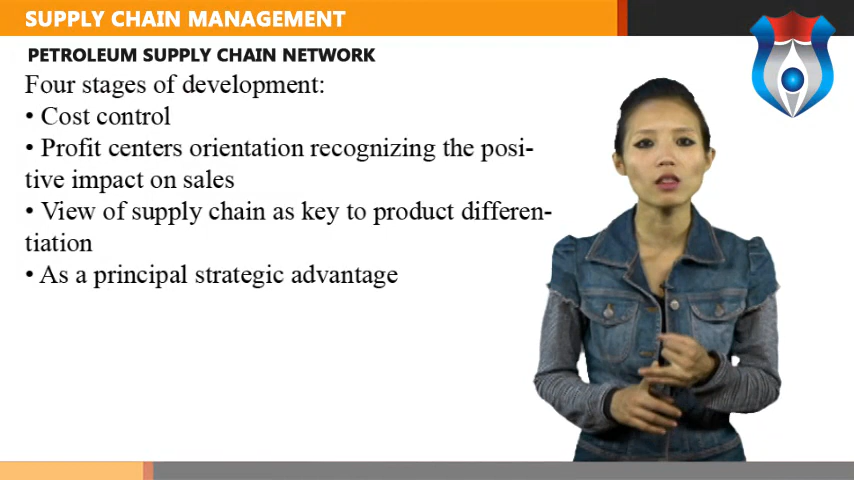 SUPPLY CHAIN MANAGEMENT
PETROLEUM SUPPLY CHAIN NETWORK
Four stages of development:
• Cost control
• Profit centers orientation recognizing the posi-
tive impact on sales
• View of supply chain as key to product differen-
tiation
• As a principal strategic advantage